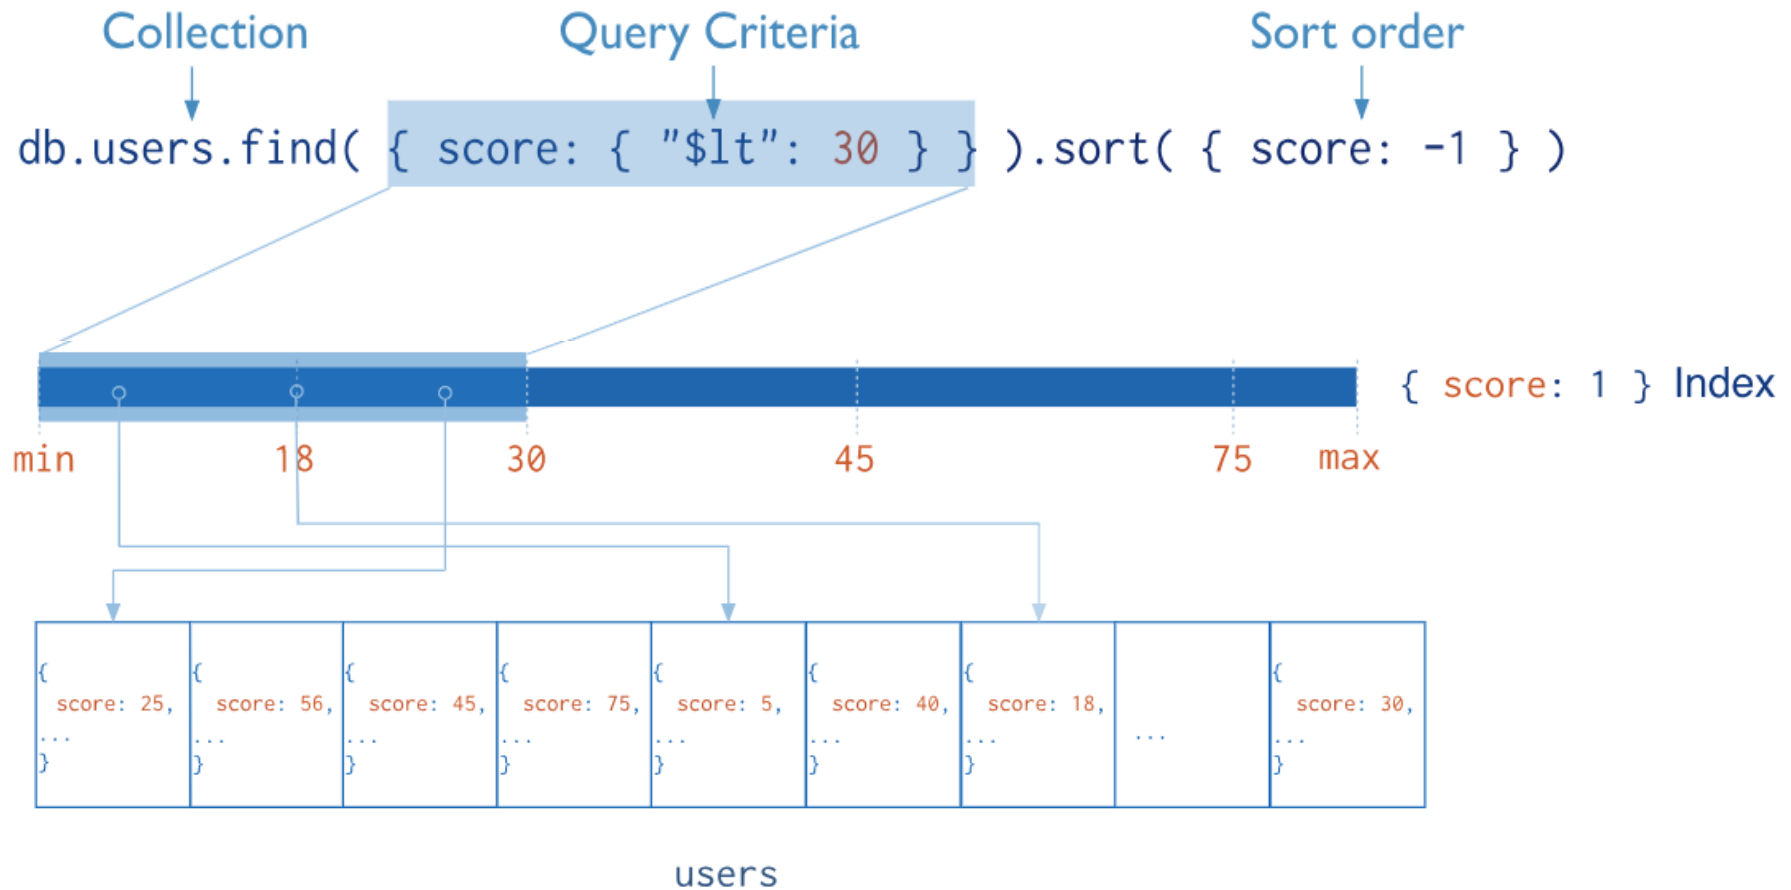 Collection Query Criteria Sort order
db.users.find( { score: { "$lt": 30 } } ).sort( { score: -1 } )
{ score: 1 } Index
min 18 30 45 75 max
{ { { { { { { {
score: 25, score: 56, score: 45, score: 75, score: 5, score: 40, score: 18, score: 30,
... ... ... ... ... ... ... ... ...
} } } } } } } }
users